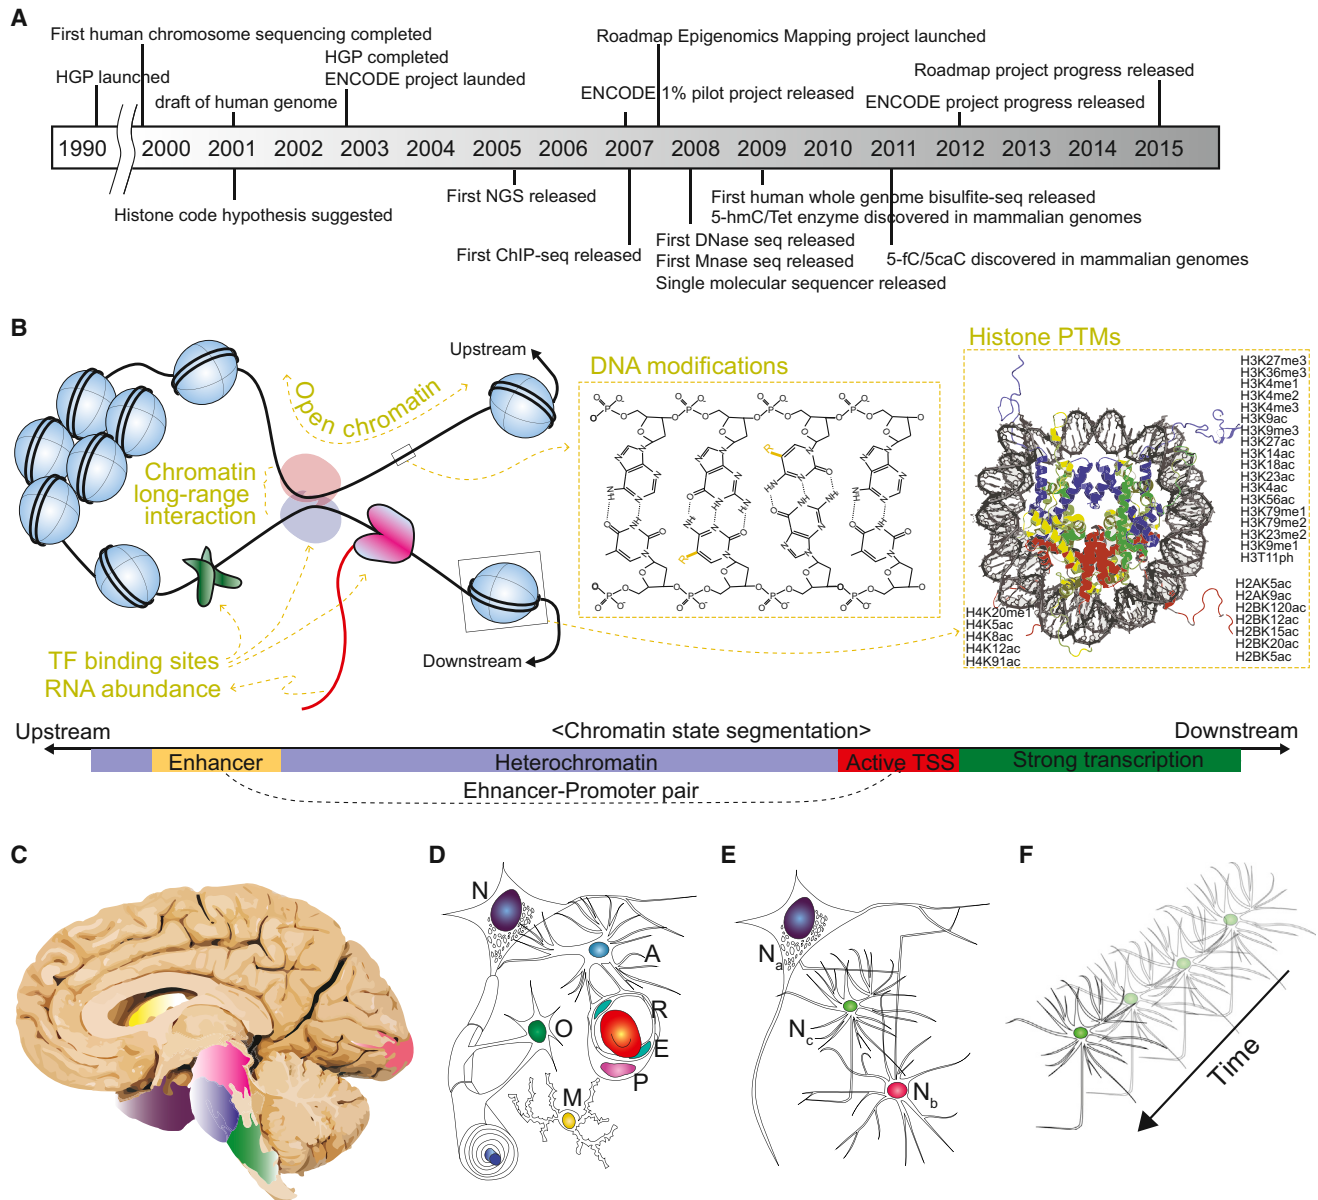 A
First human chromosome sequencing completed
HGP launched
draft of human genome
HGP completed
ENCODE project launded
Roadmap Epigenomics Mapping project launched
ENCODE 1% pilot project released
Roadmap project progress released
ENCODE project progress released
1990 2000 2001 2002 2003 2004 2005 2006 2007 2008 2009 2010 2011 2012 2013 2014 2015
Histone code hypothesis suggested
First NGS released
First ChIP-seq released
First DNase seq released
First Mnase seq released
Single molecular sequencer released
First human whole genome bisulfite-seq released
5-hmC/Tet enzyme discovered in mammalian genomes
5-fC/5caC discovered in mammalian genomes
B
Upstream
Open chromatin
Chromatin
long-range
interaction
TF binding sites
RNA abundance
Downstream
DNA modifications
Histone PTMs
H3K27me3
H3K36me3
H3K4me1
H3K4me2
H3K4me3
H3K9ac
H3K9me3
H3K27ac
H3K14ac
H3K18ac
H3K23ac
H3K4ac
H3K56ac
H3K79me1
H3K79me2
H3K23me2
H3K9me1
H3T11ph
H2AK5ac
H2AK9ac
H2BK120ac
H2BK12ac
H2BK15ac
H2BK20ac
H2BK5ac
H4K20me1
H4K5ac
H4K8ac
H4K12ac
H4K91ac
Upstream
<Chromatin state segmentation>
Downstream
Enhancer
Heterochromatin
Active TSS
Strong transcription
Ehnancer-Promoter pair
C
D
N
A
R
O
E
P
M
E
Na
Nc
Nb
F
Time